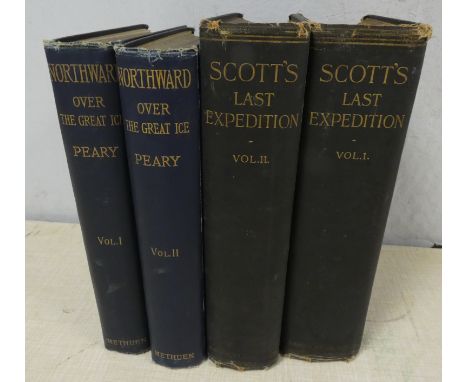 NORTHWARD
OVER
THE GREAT ICE
PEARY
Vol. I
METHUEN
NORTHWARD
OVER
THE GREAT ICE
PEARY
Vol. II
METHUEN
SCOTT'S
LAST
EXPEDITION
VOL. II.
SCOTT'S
LAST
EXPEDITION
VOL. I.